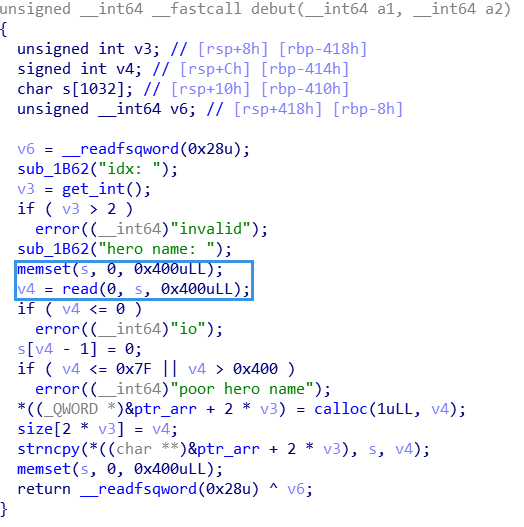 unsigned __int64 __fastcall debut(__int64 a1, __int64 a2)
{
  unsigned int v3; // [rsp+8h] [rbp-418h]
  signed int v4; // [rsp+Ch] [rbp-414h]
  char s[1032]; // [rsp+10h] [rbp-410h]
  unsigned __int64 v6; // [rsp+418h] [rbp-8h]

  v6 = __readfsqword(0x28u);
  sub_1B62("idx: ");
  v3 = get_int();
  if ( v3 > 2 )
    error((__int64)"invalid");
  sub_1B62("hero name: ");
  memset(s, 0, 0x400uLL);
  v4 = read(0, s, 0x400uLL);
  if ( v4 <= 0 )
    error((__int64)"io");
  s[v4 - 1] = 0;
  if ( v4 <= 0x7F || v4 > 0x400 )
    error((__int64)"poor hero name");
  *((_QWORD *)&ptr_arr + 2 * v3) = calloc(1uLL, v4);
  size[2 * v3] = v4;
  strncpy(*((char **)&ptr_arr + 2 * v3), s, v4);
  memset(s, 0, 0x400uLL);
  return __readfsqword(0x28u) ^ v6;
}